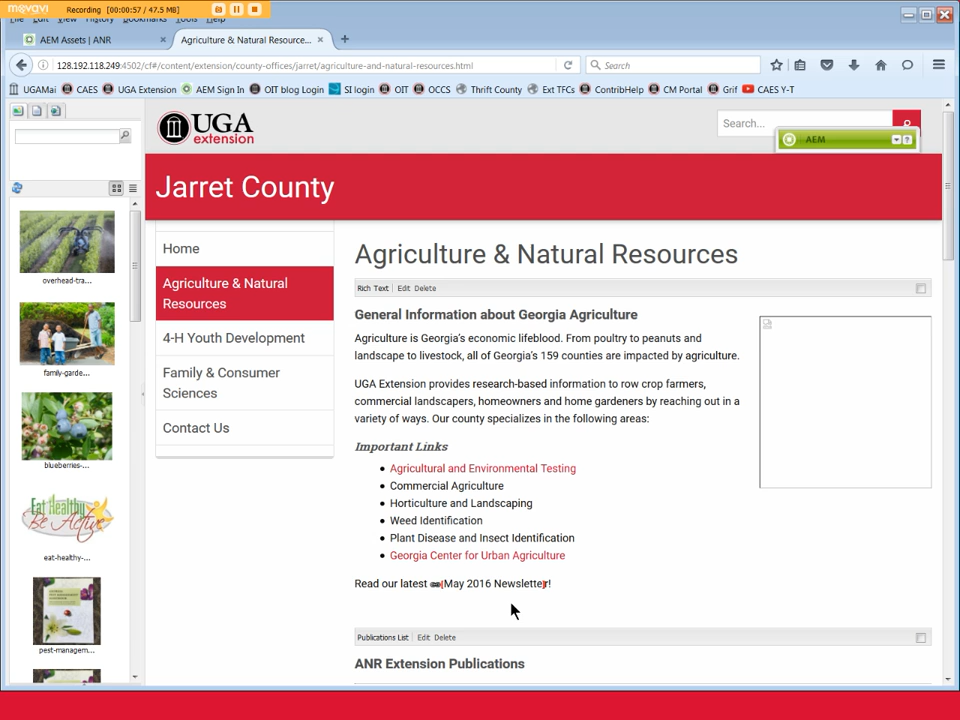 movavi Recording (00:00:57 / 47.5 MB)
File Edit View History Bookmarks Tools Help
AEM Assets | ANR × Agriculture & Natural Resource... × +
128.192.118.249:4502/cf#/content/extension/county-offices/jarret/agriculture-and-natural-resources.html Search
UGAMai CAES UGA Extension AEM Sign In OIT blog Login SI login OIT OCCS Thrift County Ext TFCs ContribHelp CM Portal Grif CAES Y-T
UGA
extension
Search...
AEM
Jarret County
Home
Agriculture & Natural
Resources
4-H Youth Development
Family & Consumer
Sciences
Contact Us
overhead-tra...
family-garde...
blueberries-...
Eat Healthy
Be Active
eat-healthy-...
pest-managem...
Agriculture & Natural Resources
Rich Text | Edit Delete
General Information about Georgia Agriculture
Agriculture is Georgia's economic lifeblood. From poultry to peanuts and
landscape to livestock, all of Georgia's 159 counties are impacted by agriculture.
UGA Extension provides research-based information to row crop farmers,
commercial landscapers, homeowners and home gardeners by reaching out in a
variety of ways. Our county specializes in the following areas:
Important Links
• Agricultural and Environmental Testing
• Commercial Agriculture
• Horticulture and Landscaping
• Weed Identification
• Plant Disease and Insect Identification
• Georgia Center for Urban Agriculture
Read our latest May 2016 Newsletter!
Publications List | Edit Delete
ANR Extension Publications